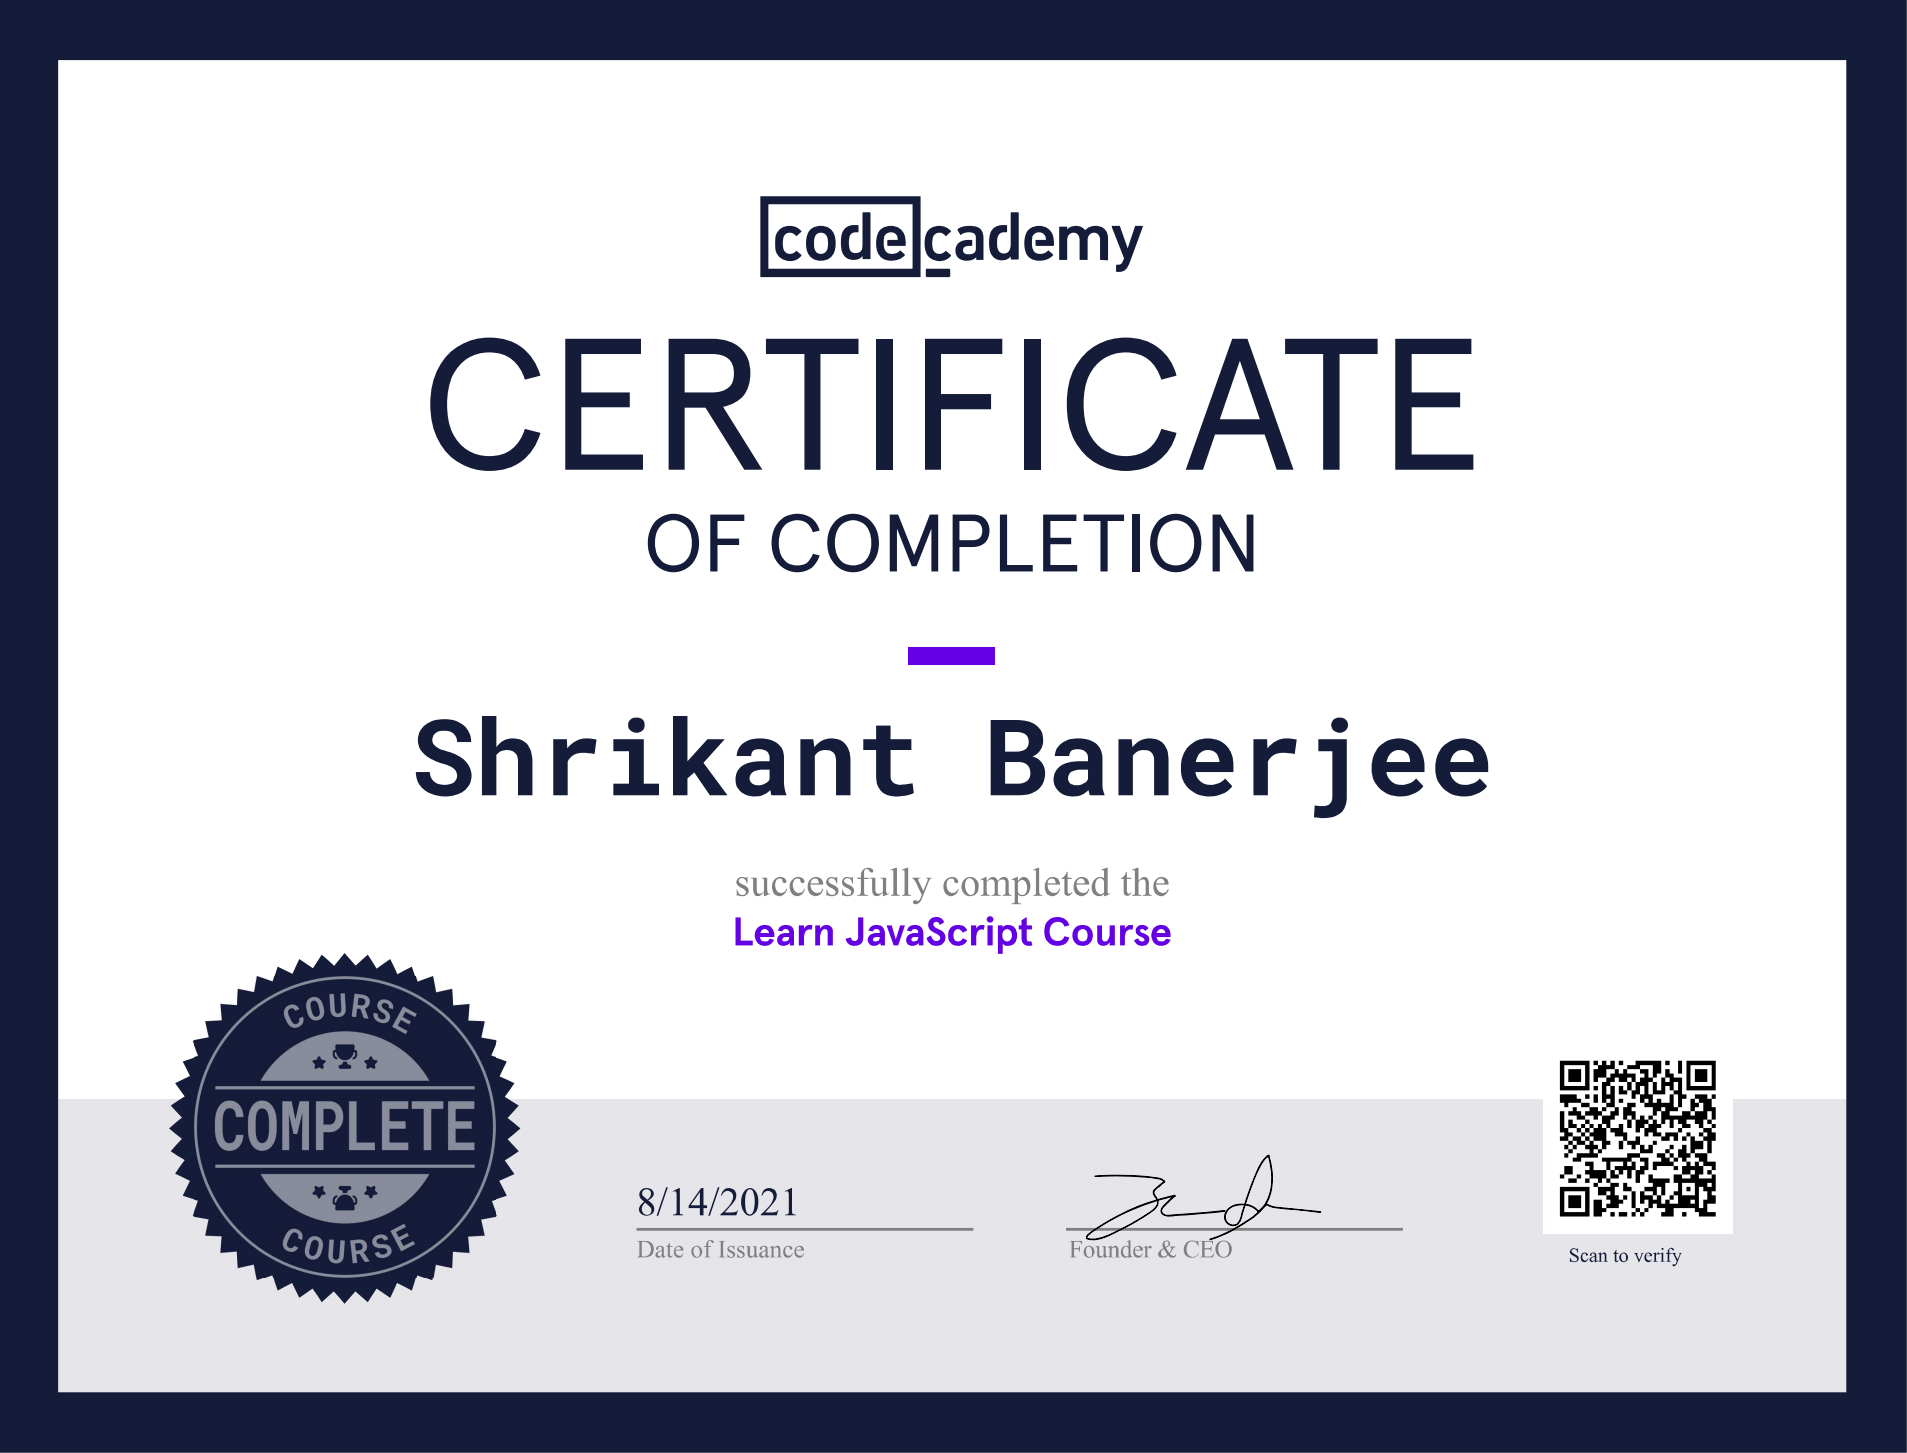 codecademy
CERTIFICATE
OF COMPLETION
Shrikant Banerjee
successfully completed the
Learn JavaScript Course
COURSE
COMPLETE
COURSE
8/14/2021
Date of Issuance
Founder & CEO
Scan to verify